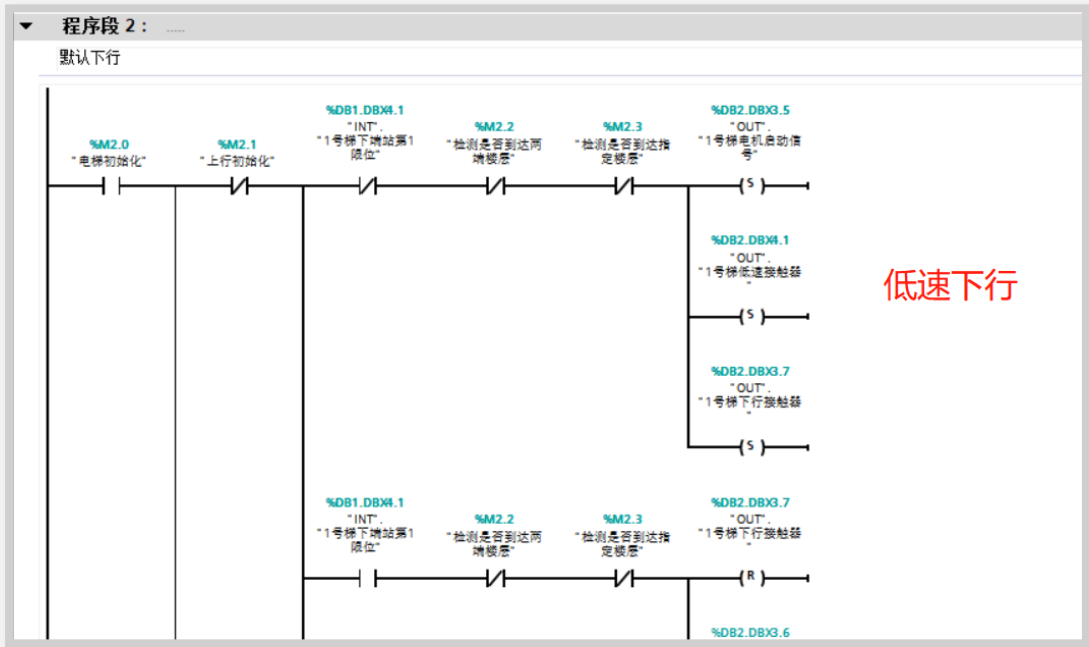 程序段 2： .....
默认下行
%M2.0
"电梯初始化"
%M2.1
"上行初始化"
%DB1.DBX4.1
"INT".
"1号梯下端站第1
限位"
%M2.2
"检测是否到达两
端楼层"
%M2.3
"检测是否到达指
定楼层"
%DB2.DBX3.5
"OUT".
"1号梯电机启动信
号"
S
%DB2.DBX4.1
"OUT".
"1号梯低速接触器
"
S
低速下行
%DB2.DBX3.7
"OUT".
"1号梯下行接触器
"
S
%DB1.DBX4.1
"INT".
"1号梯下端站第1
限位"
%M2.2
"检测是否到达两
端楼层"
%M2.3
"检测是否到达指
定楼层"
%DB2.DBX3.7
"OUT".
"1号梯下行接触器
"
R
%DB2.DBX3.6